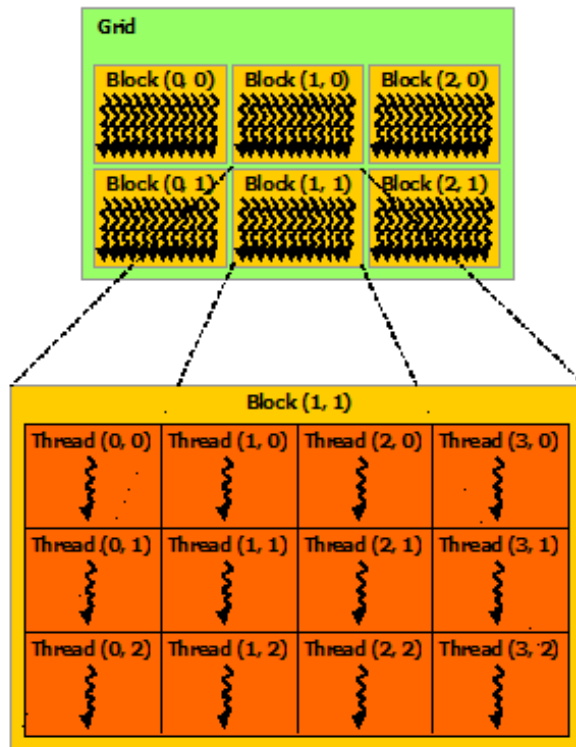 Grid
Block (0, 0) Block (1, 0) Block (2, 0)
Block (0, 1) Block (1, 1) Block (2, 1)
Block (1, 1)
Thread (0, 0) Thread (1, 0) Thread (2, 0) Thread (3, 0)
Thread (0, 1) Thread (1, 1) Thread (2, 1) Thread (3, 1)
Thread (0, 2) Thread (1, 2) Thread (2, 2) Thread (3, 2)